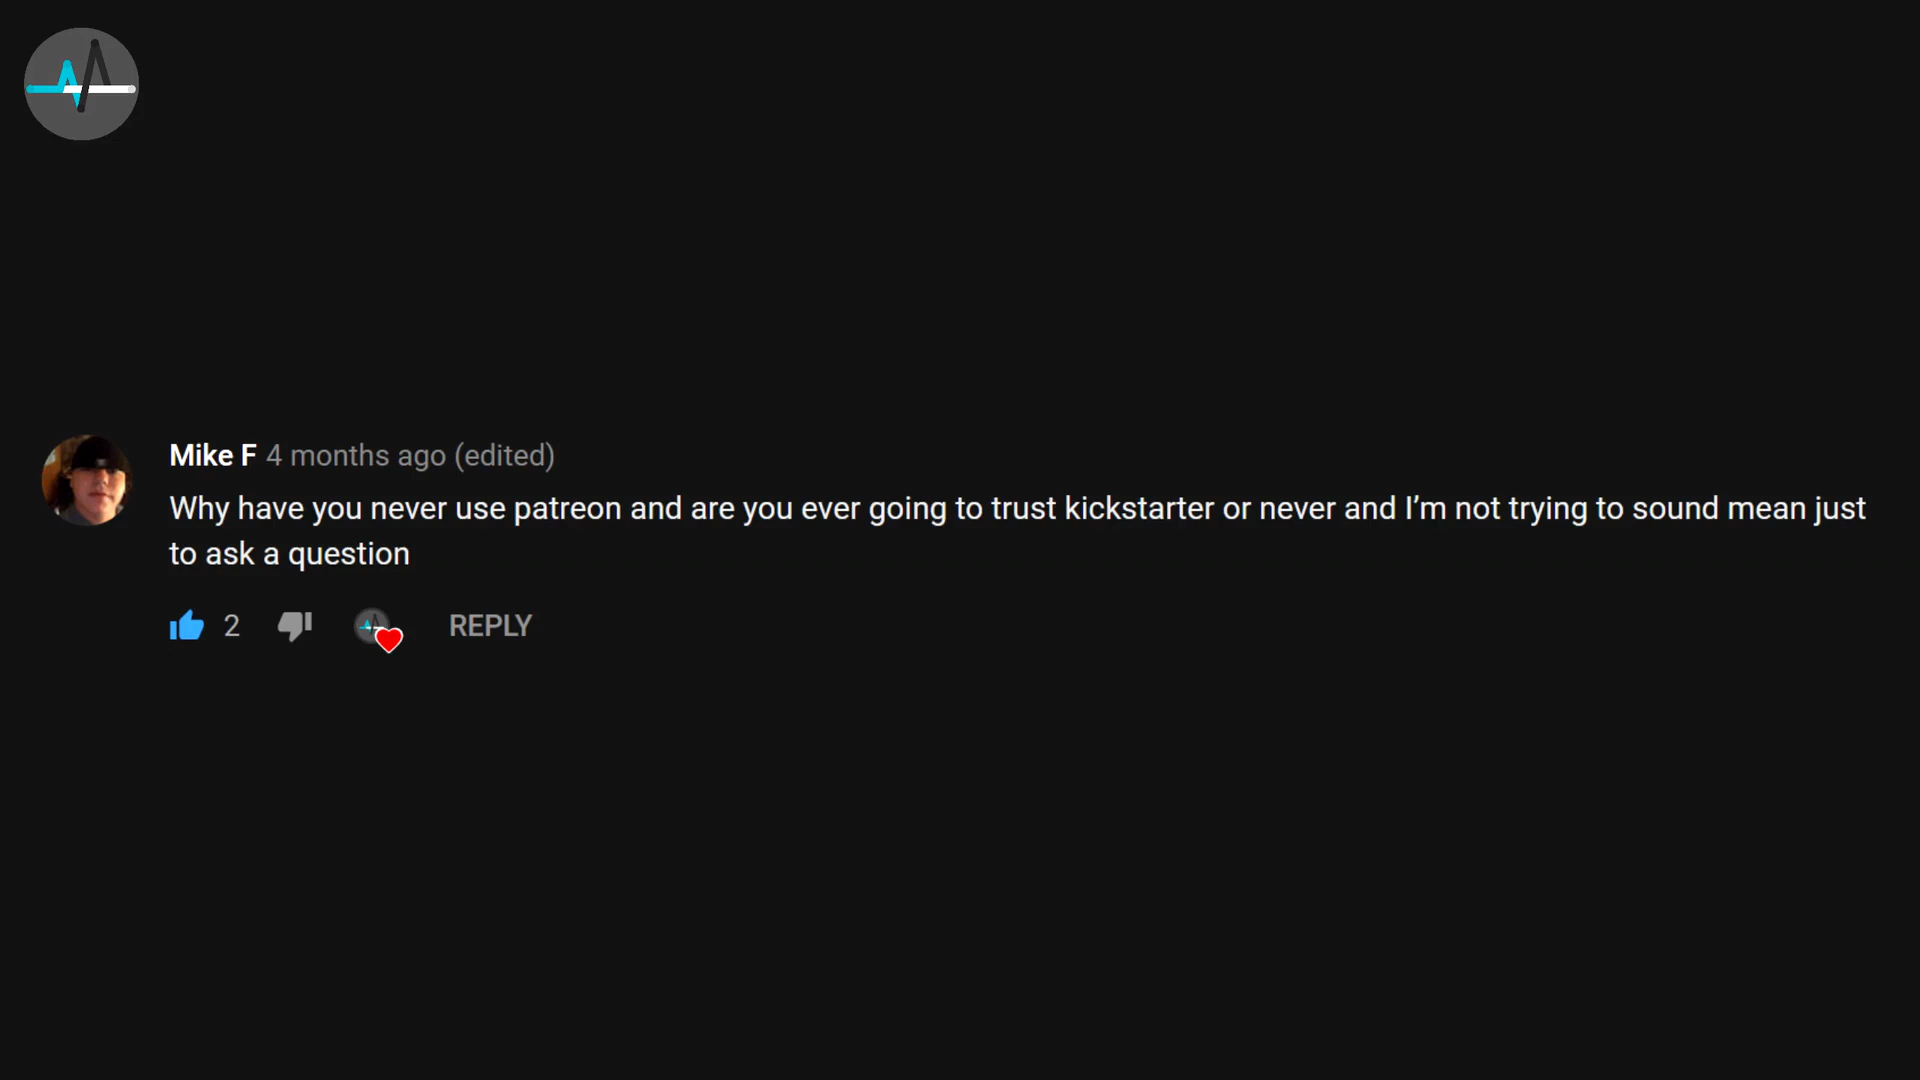 Mike F 4 months ago (edited)
Why have you never use patreon and are you ever going to trust kickstarter or never and I’m not trying to sound mean just
to ask a question
2 REPLY